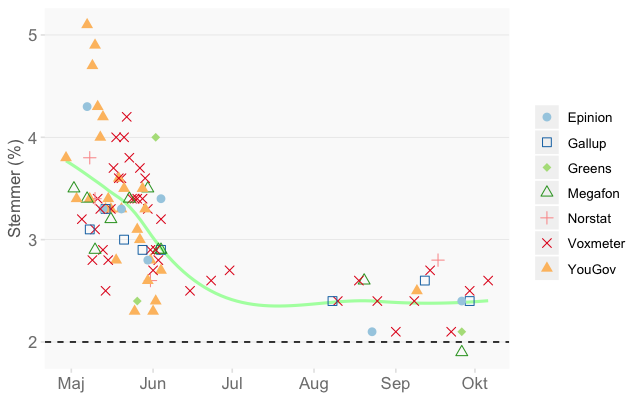 Stemmer (%)
5
4
3
2
Maj Jun Jul Aug Sep Okt
Epinion
Gallup
Greens
Megafon
Norstat
Voxmeter
YouGov